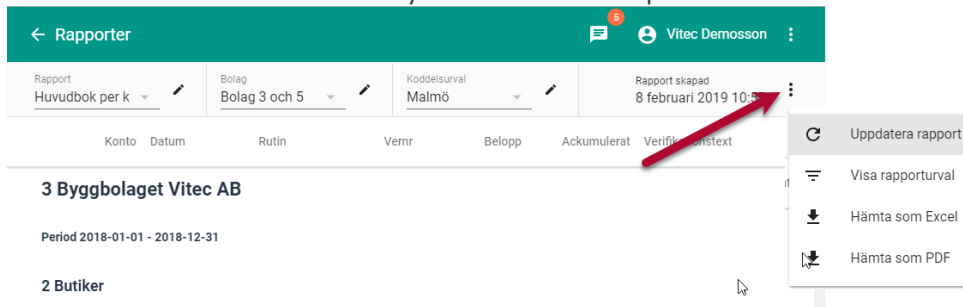 Rapporter
5
Vitec Demosson
Rapport
Huvudbok per k
Bolag
Bolag 3 och 5
Koddelsurval
Malmö
Rapport skapad
8 februari 2019 10:5
Konto Datum Rutin Vernr Belopp Ackumulerat
Uppdatera rapport
Visa rapporturval
Hämta som Excel
Hämta som PDF
3 Byggbolaget Vitec AB
Period 2018-01-01 - 2018-12-31
2 Butiker